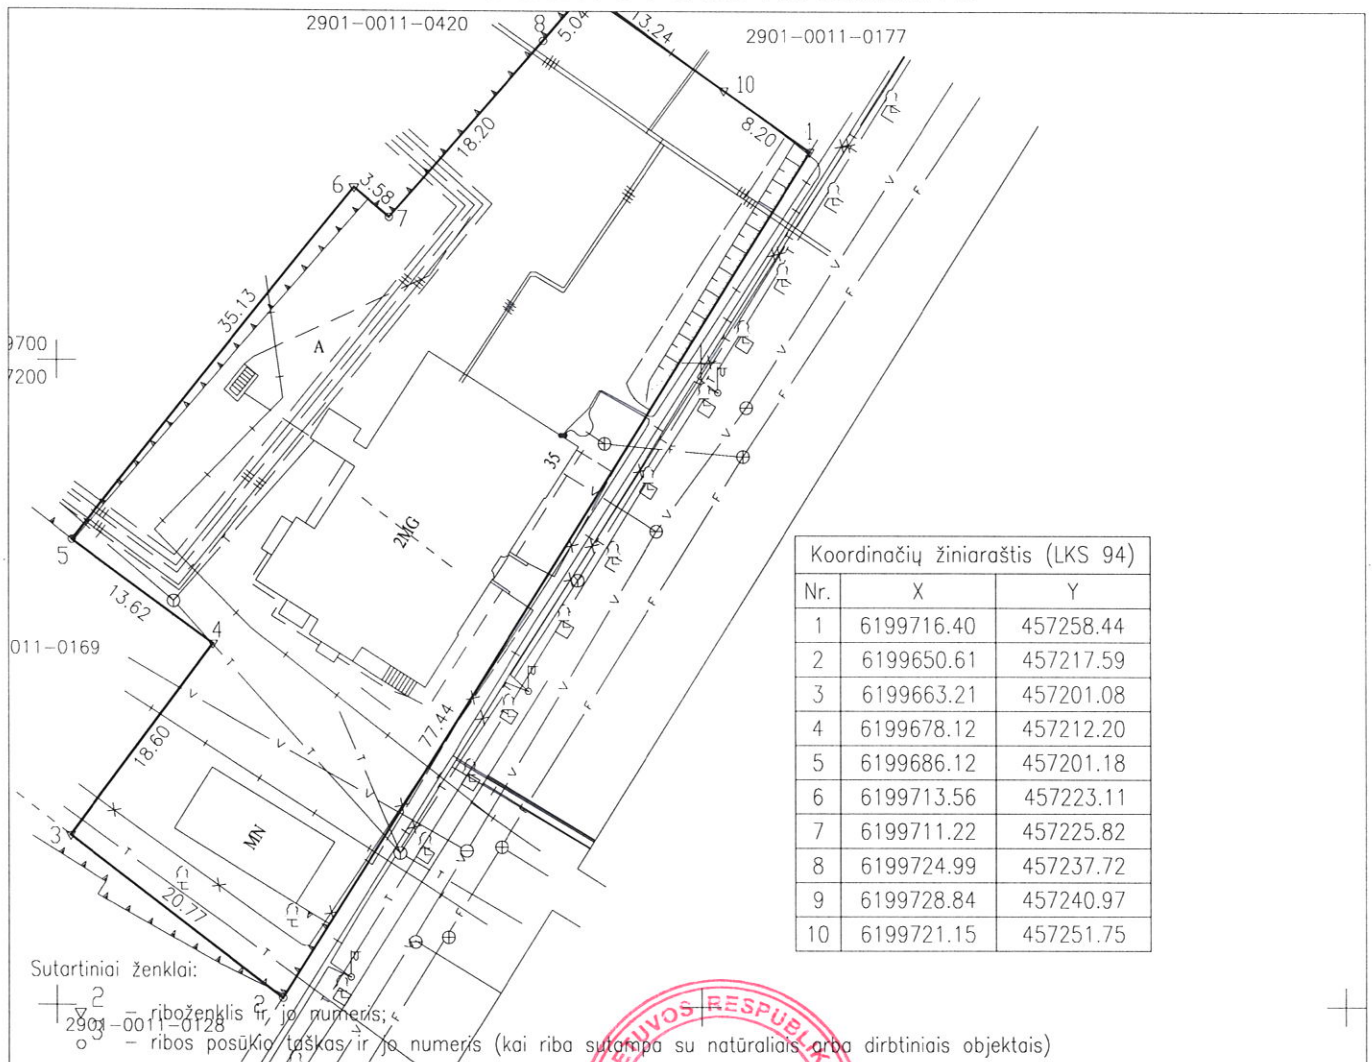 2901-0011-0420
2901-0011-0177
8
5.04
13.24
10
8.20
1
18.20
6
3.58
7
35.13
A
9700
7200
35
2MG
5
13.62
4
011-0169
77.44
18.60
MN
3
20.77
2
Koordinačių žiniaraštis (LKS 94)
Nr. X Y
1 6199716.40 457258.44
2 6199650.61 457217.59
3 6199663.21 457201.08
4 6199678.12 457212.20
5 6199686.12 457201.18
6 6199713.56 457223.11
7 6199711.22 457225.82
8 6199724.99 457237.72
9 6199728.84 457240.97
10 6199721.15 457251.75
Sutartiniai ženklai:
2 – riboženklis ir jo numeris;
2901-0011-0128
3 – ribos posūkio taškas ir jo numeris (kai riba sutampa su natūraliais arba dirbtiniais objektais)
ETUVOS RESPUBLIK